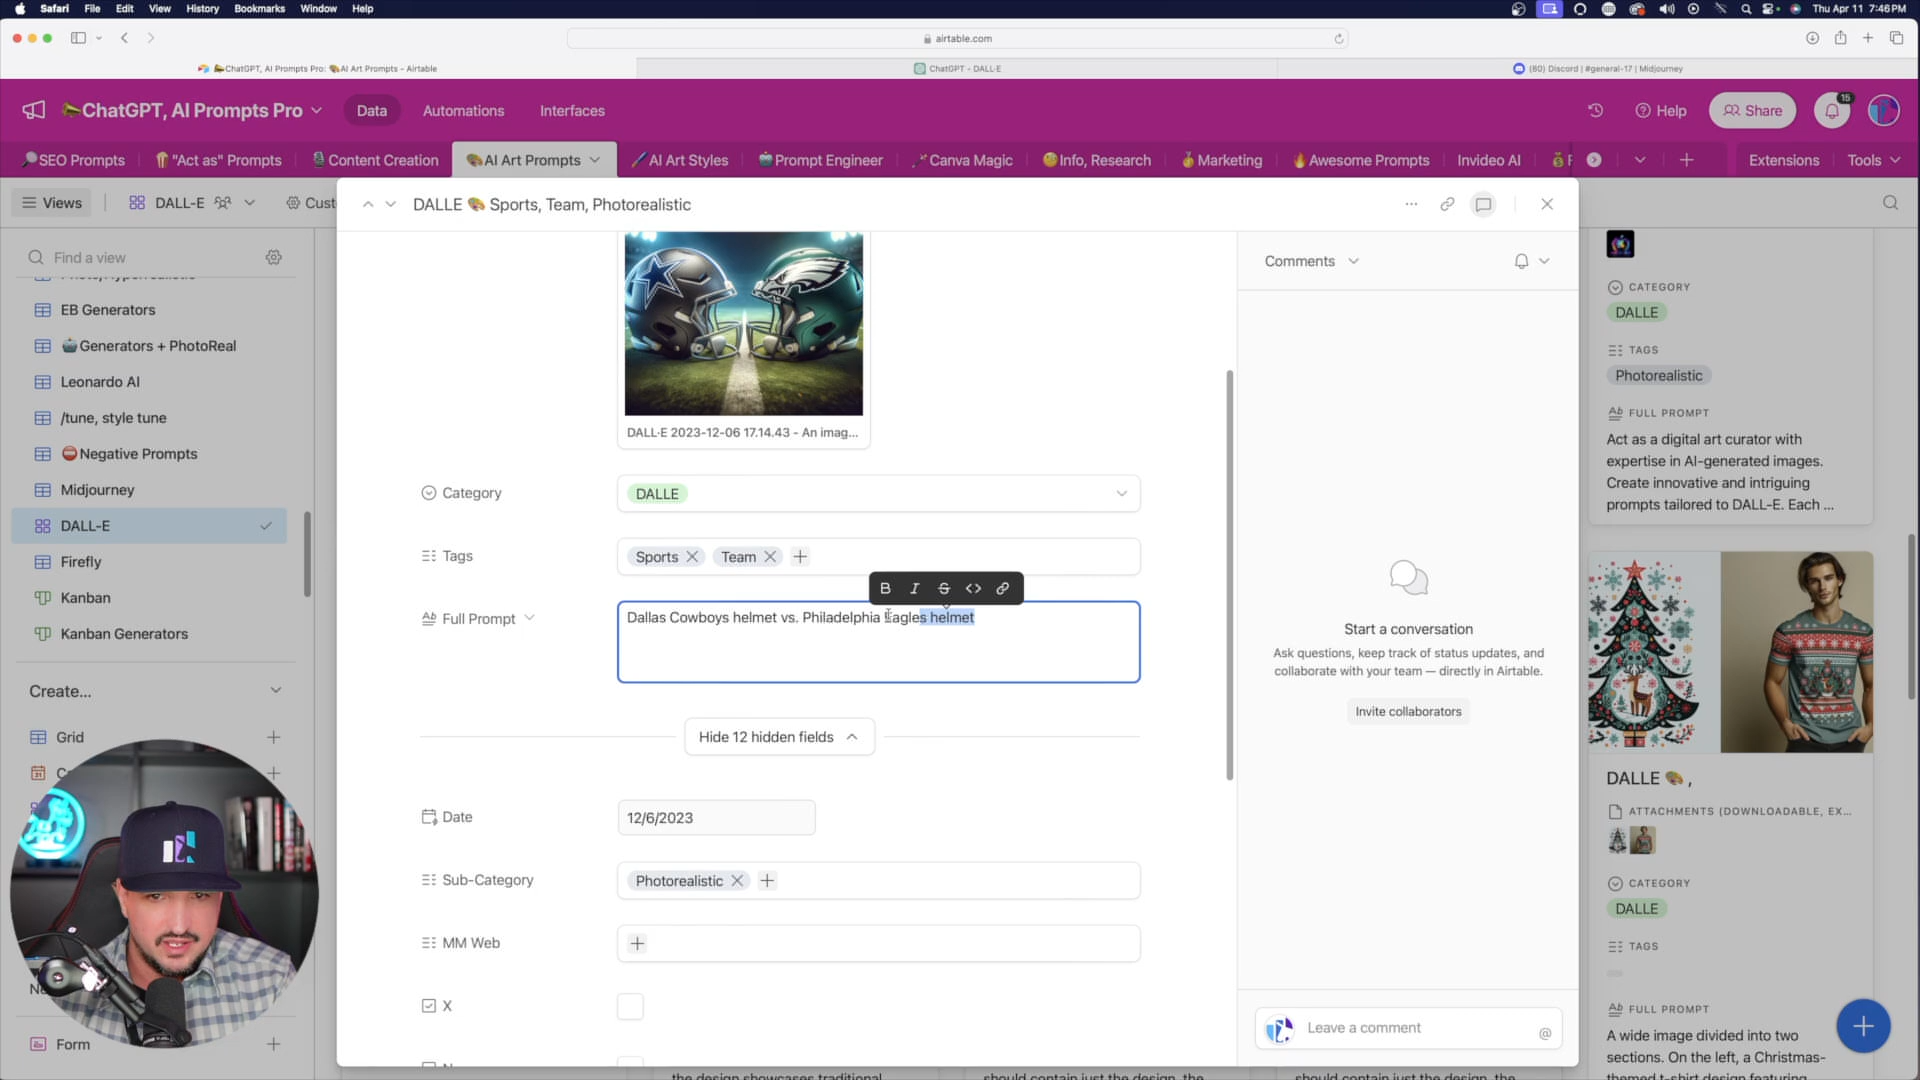 Safari File Edit View History Bookmarks Window Help
Thu Apr 11 7:46 PM
airtable.com
ChatGPT, AI Prompts Pro: 🎨AI Art Prompts - Airtable
ChatGPT - DALL·E
(80) Discord | #general-17 | Midjourney
ChatGPT, AI Prompts Pro
Data
Automations
Interfaces
Help
Share
15
SEO Prompts
"Act as" Prompts
Content Creation
AI Art Prompts
AI Art Styles
Prompt Engineer
Canva Magic
Info, Research
Marketing
Awesome Prompts
Invideo AI
Extensions
Tools
Views
DALL-E
DALLE 🎨 Sports, Team, Photorealistic
Find a view
EB Generators
Generators + PhotoReal
Leonardo AI
/tune, style tune
Negative Prompts
Midjourney
DALL-E
Firefly
Kanban
Kanban Generators
Create...
Grid
Form
DALL·E 2023-12-06 17.14.43 - An imag...
Category
DALLE
Tags
Sports
Team
Full Prompt
Dallas Cowboys helmet vs. Philadelphia Eagles helmet
Hide 12 hidden fields
Date
12/6/2023
Sub-Category
Photorealistic
MM Web
X
Comments
Start a conversation
Ask questions, keep track of status updates, and
collaborate with your team — directly in Airtable.
Invite collaborators
Leave a comment
@
CATEGORY
DALLE
TAGS
Photorealistic
FULL PROMPT
Act as a digital art curator with
expertise in AI-generated images.
Create innovative and intriguing
prompts tailored to DALL-E. Each ...
DALLE 🎨 ,
ATTACHMENTS (DOWNLOADABLE, EX...
CATEGORY
DALLE
TAGS
FULL PROMPT
A wide image divided into two
sections. On the left, a Christmas-
themed t-shirt design featuring
the design showcases traditional
should contain just the design, the
should contain just the design, the